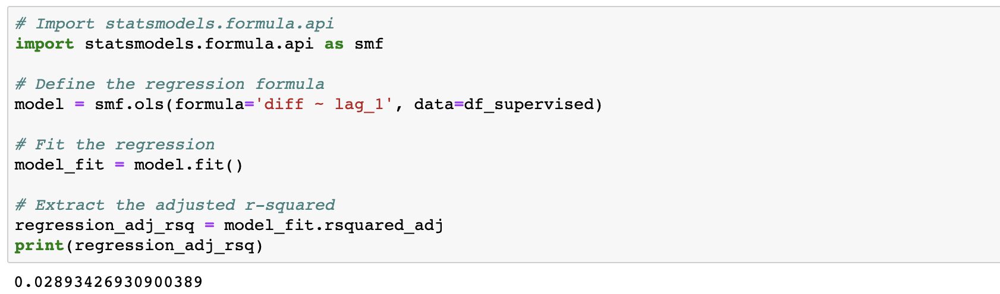 # Import statsmodels.formula.api
import statsmodels.formula.api as smf
# Define the regression formula
model = smf.ols(formula='diff ~ lag_1', data=df_supervised)
# Fit the regression
model_fit = model.fit()
# Extract the adjusted r-squared
regression_adj_rsq = model_fit.rsquared_adj
print(regression_adj_rsq)
0.02893426930900389